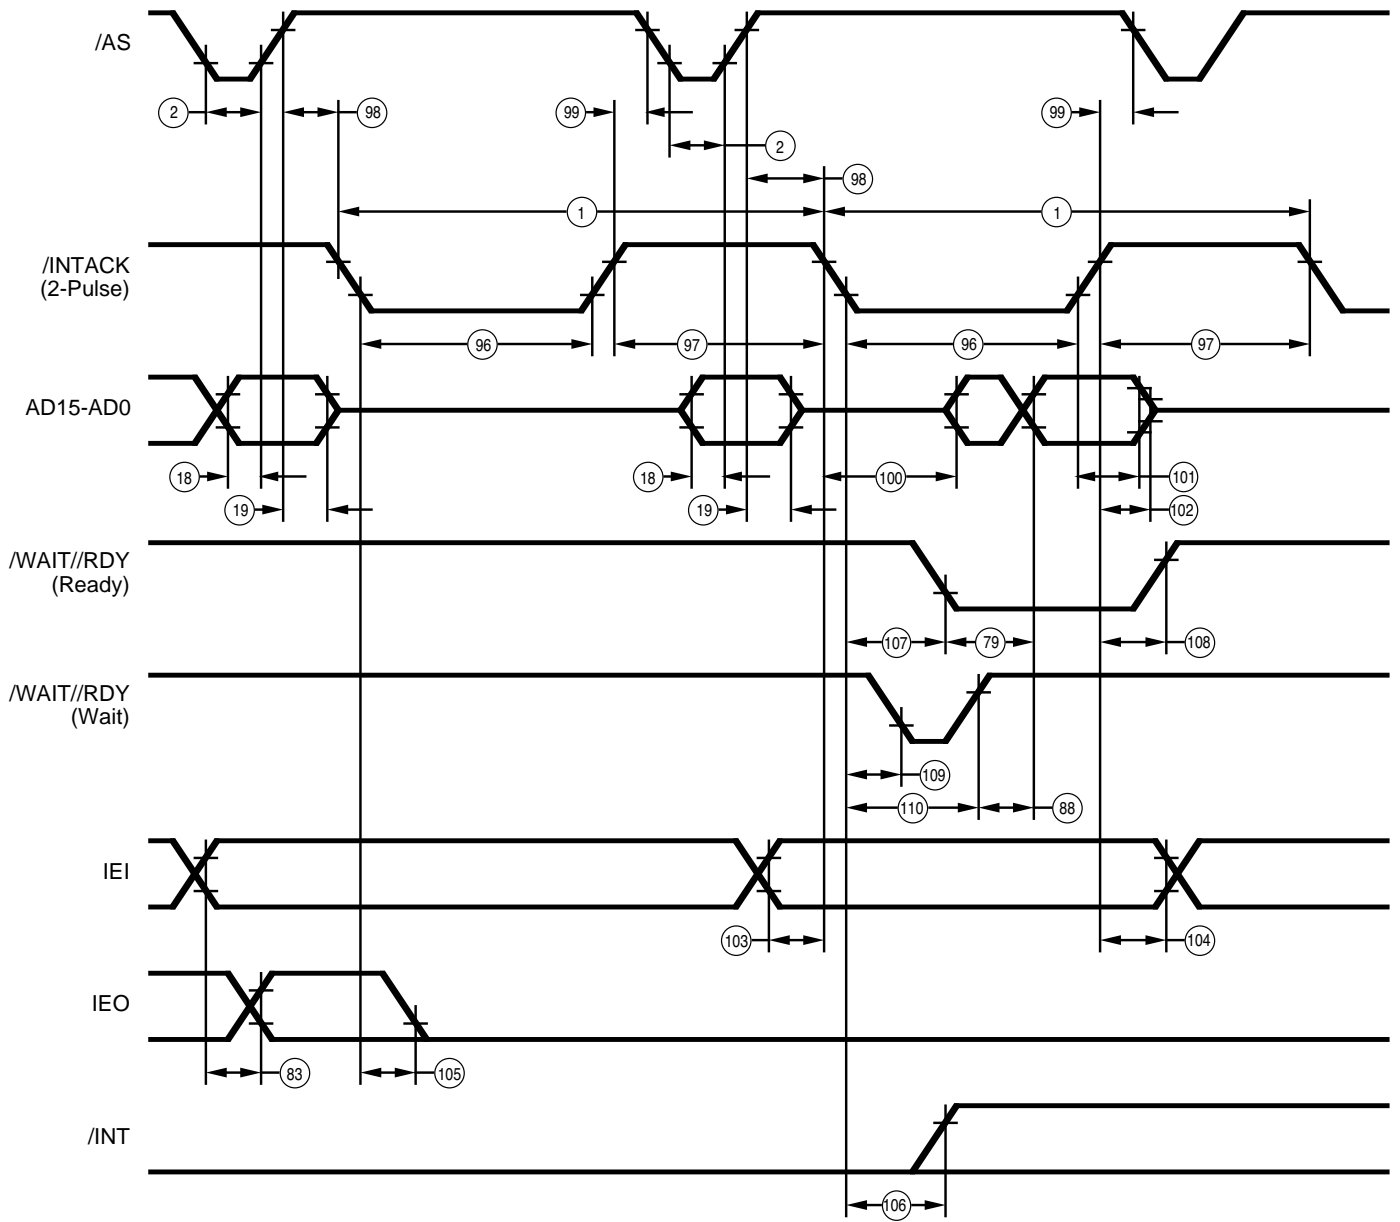 /AS
2
98
99
99
2
98
1
1
/INTACK
(2-Pulse)
96
97
96
97
AD15-AD0
18
18
100
101
19
19
102
/WAIT//RDY
(Ready)
107
79
108
/WAIT//RDY
(Wait)
109
110
88
IEI
103
104
IEO
83
105
/INT
106